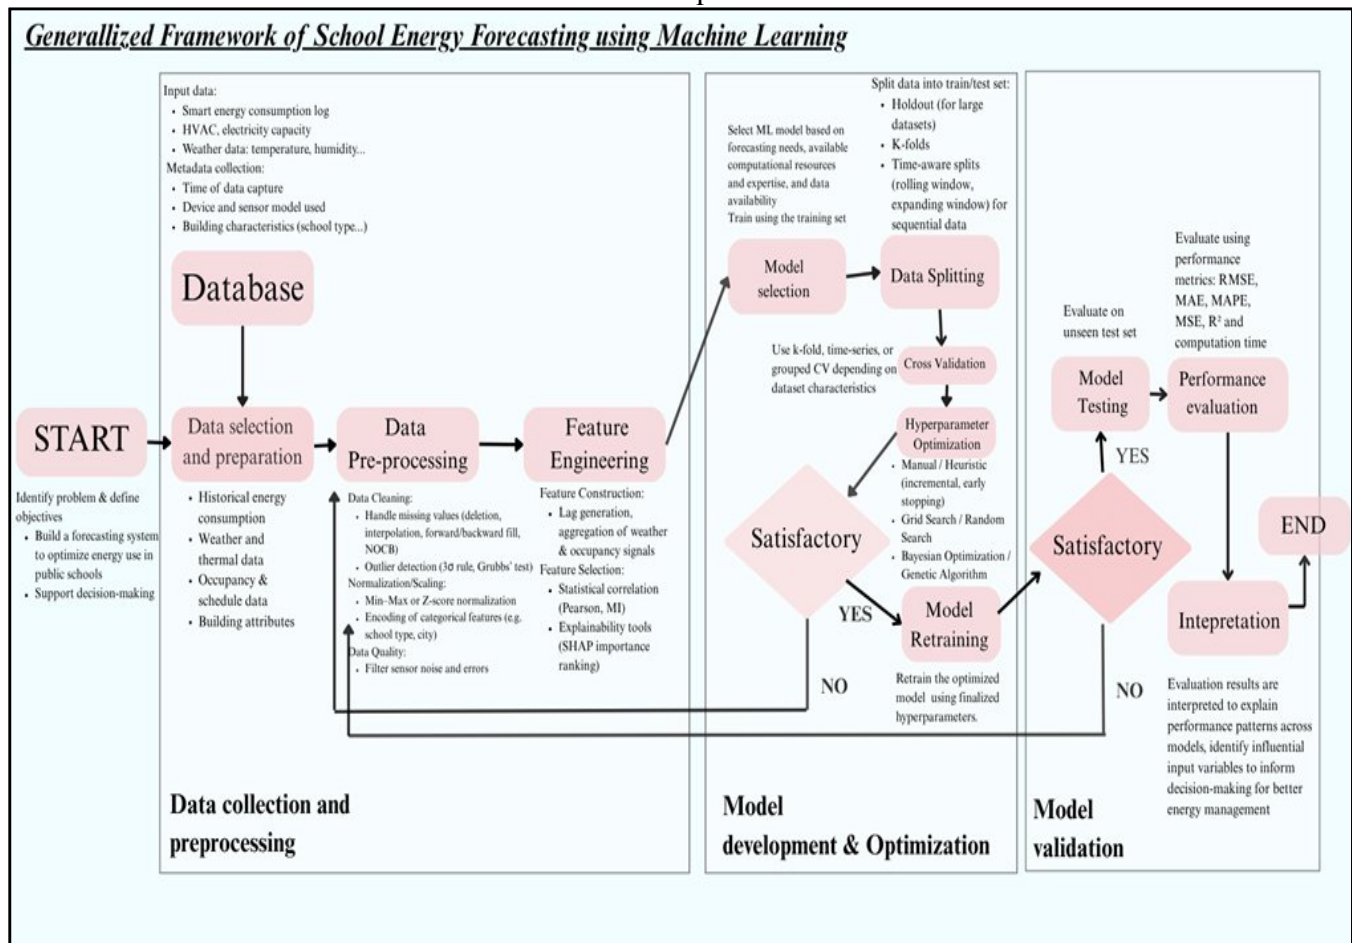 Generallized Framework of School Energy Forecasting using Machine Learning
Input data:
• Smart energy consumption log
• HVAC, electricity capacity
• Weather data: temperature, humidity...
Metadata collection:
• Time of data capture
• Device and sensor model used
• Building characteristics (school type...)
Database
START
Identify problem & define
objectives
• Build a forecasting system
to optimize energy use in
public schools
• Support decision-making
Data selection
and preparation
• Historical energy
consumption
• Weather and
thermal data
• Occupancy &
schedule data
• Building attributes
Data
Pre-processing
Data Cleaning:
• Handle missing values (deletion,
interpolation, forward/backward fill,
NOCB)
• Outlier detection (3σ rule, Grubbs' test)
Normalization/Scaling:
• Min–Max or Z-score normalization
• Encoding of categorical features (e.g.
school type, city)
Data Quality:
• Filter sensor noise and errors
Feature
Engineering
Feature Construction:
• Lag generation,
aggregation of weather
& occupancy signals
Feature Selection:
• Statistical correlation
(Pearson, MI)
• Explainability tools
(SHAP importance
ranking)
Data collection and
preprocessing
Select ML model based on
forecasting needs, available
computational resources
and expertise, and data
availability
Train using the training set
Model
selection
Split data into train/test set:
• Holdout (for large
datasets)
• K-folds
• Time-aware splits
(rolling window,
expanding window) for
sequential data
Data Splitting
Use k-fold, time-series, or
grouped CV depending on
dataset characteristics
Cross Validation
Hyperparameter
Optimization
• Manual / Heuristic
(incremental, early
stopping)
• Grid Search / Random
Search
• Bayesian Optimization /
Genetic Algorithm
Satisfactory
YES
NO
Model
Retraining
Retrain the optimized
model using finalized
hyperparameters.
Model
development & Optimization
Satisfactory
YES
NO
Evaluate on
unseen test set
Model
Testing
Evaluate using
performance
metrics: RMSE,
MAE, MAPE,
MSE, R² and
computation time
Performance
evaluation
Intepretation
Evaluation results are
interpreted to explain
performance patterns across
models, identify influential
input variables to inform
decision-making for better
energy management
END
Model
validation